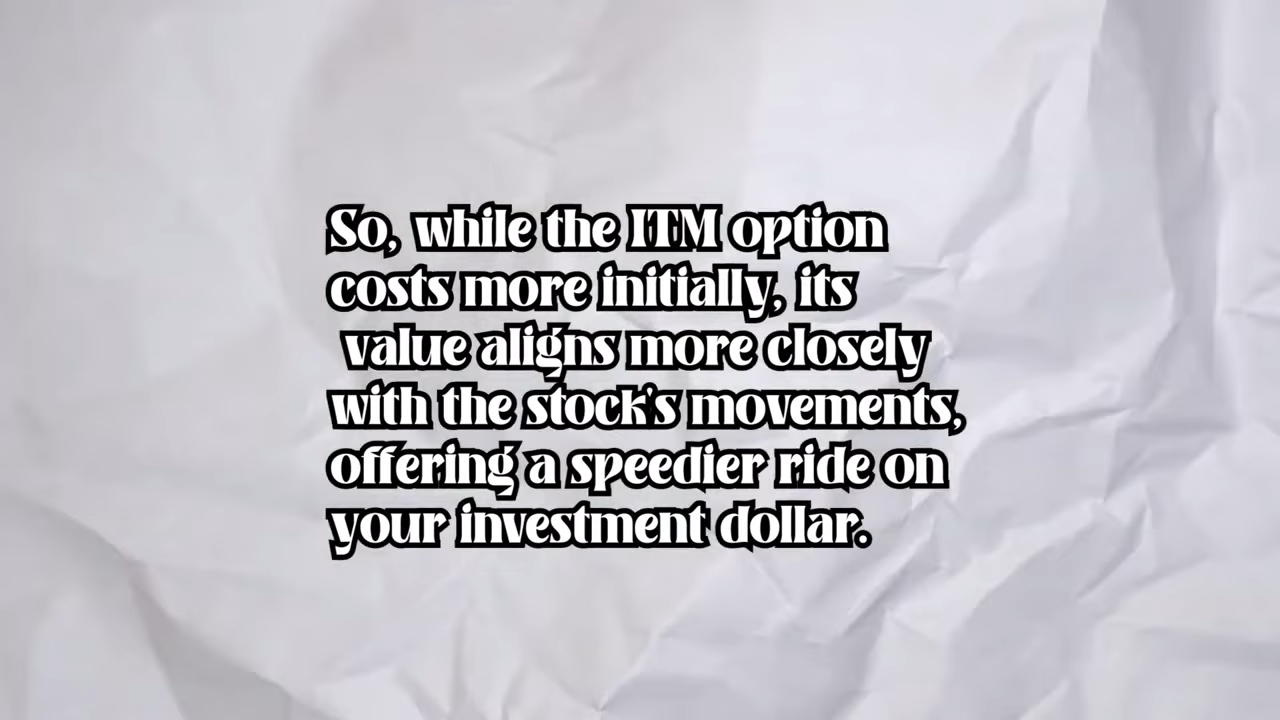 So, while the ITM option
costs more initially, its
value aligns more closely
with the stock's movements,
offering a speedier ride on
your investment dollar.